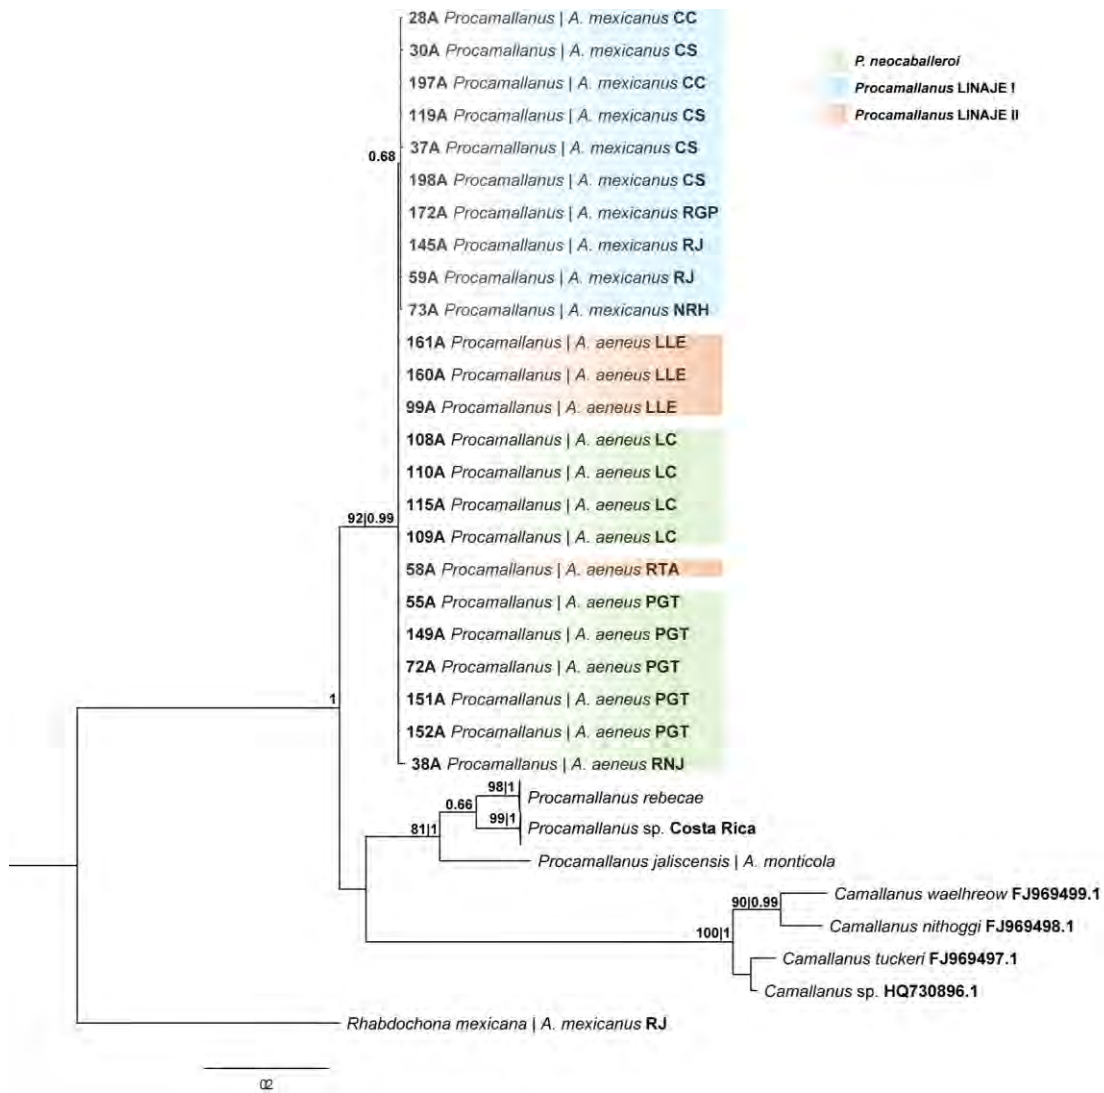 28A Procamallanus | A. mexicanus CC
30A Procamallanus | A. mexicanus CS
197A Procamallanus | A. mexicanus CC
119A Procamallanus | A. mexicanus CS
37A Procamallanus | A. mexicanus CS
0.68
198A Procamallanus | A. mexicanus CS
172A Procamallanus | A. mexicanus RGP
145A Procamallanus | A. mexicanus RJ
59A Procamallanus | A. mexicanus RJ
73A Procamallanus | A. mexicanus NRH
161A Procamallanus | A. aeneus LLE
160A Procamallanus | A. aeneus LLE
99A Procamallanus | A. aeneus LLE
108A Procamallanus | A. aeneus LC
110A Procamallanus | A. aeneus LC
115A Procamallanus | A. aeneus LC
92|0.99
109A Procamallanus | A. aeneus LC
58A Procamallanus | A. aeneus RTA
55A Procamallanus | A. aeneus PGT
149A Procamallanus | A. aeneus PGT
72A Procamallanus | A. aeneus PGT
1
151A Procamallanus | A. aeneus PGT
152A Procamallanus | A. aeneus PGT
38A Procamallanus | A. aeneus RNJ
98|1
Procamallanus rebecae
0.66
99|1
Procamallanus sp. Costa Rica
81|1
Procamallanus jaliscensis | A. monticola
Camallanus waelhreow FJ969499.1
90|0.99
Camallanus nithoggi FJ969498.1
100|1
Camallanus tuckeri FJ969497.1
Camallanus sp. HQ730896.1
Rhabdochona mexicana | A. mexicanus RJ
02
P. neocaballeroi
Procamallanus LINAJE I
Procamallanus LINAJE II